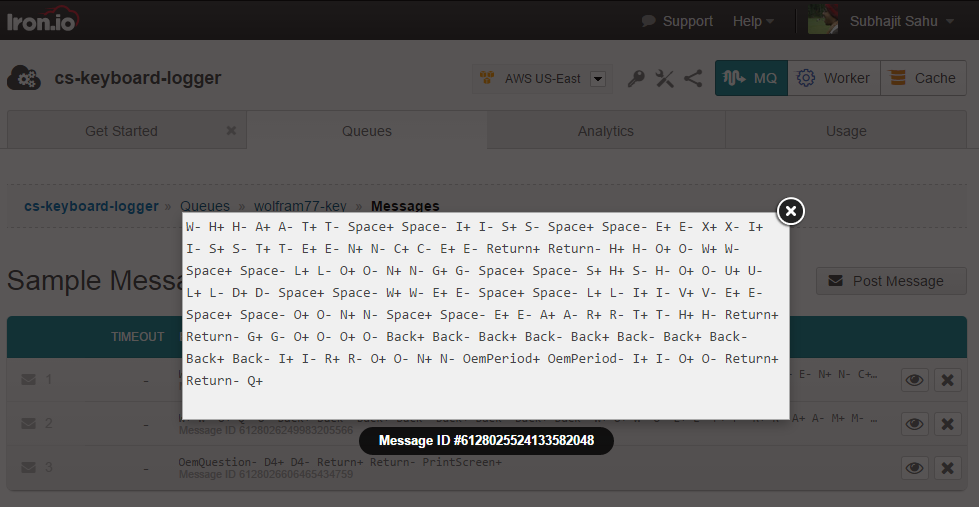 Iron.io
Support Help Subhajit Sahu
cs-keyboard-logger
AWS US-East
MQ Worker Cache
Get Started Queues Analytics Usage
cs-keyboard-logger » Queues » wolfram77-key » Messages
W- H+ H- A+ A- T+ T- Space+ Space- I+ I- S+ S- Space+ Space- E+ E- X+ X- I+
I- S+ S- T+ T- E+ E- N+ N- C+ C- E+ E- Return+ Return- H+ H- O+ O- W+ W-
Space+ Space- L+ L- O+ O- N+ N- G+ G- Space+ Space- S+ H+ S- H- O+ O- U+ U-
L+ L- D+ D- Space+ Space- W+ W- E+ E- Space+ Space- L+ L- I+ I- V+ V- E+ E-
Space+ Space- O+ O- N+ N- Space+ Space- E+ E- A+ A- R+ R- T+ T- H+ H- Return+
Return- G+ G- O+ O- O+ O- Back+ Back- Back+ Back- Back+ Back- Back+ Back-
Back+ Back- I+ I- R+ R- O+ O- N+ N- OemPeriod+ OemPeriod- I+ I- O+ O- Return+
Return- Q+
Sample Messa
Post Message
TIMEOUT
1 - E- N+ N- C+…
Message ID #6128025524133582048
2 - A+ A- M+ M-…
Message ID 6128026249983205566
3 - OemQuestion- D4+ D4- Return+ Return- PrintScreen+
Message ID 6128026606465434759